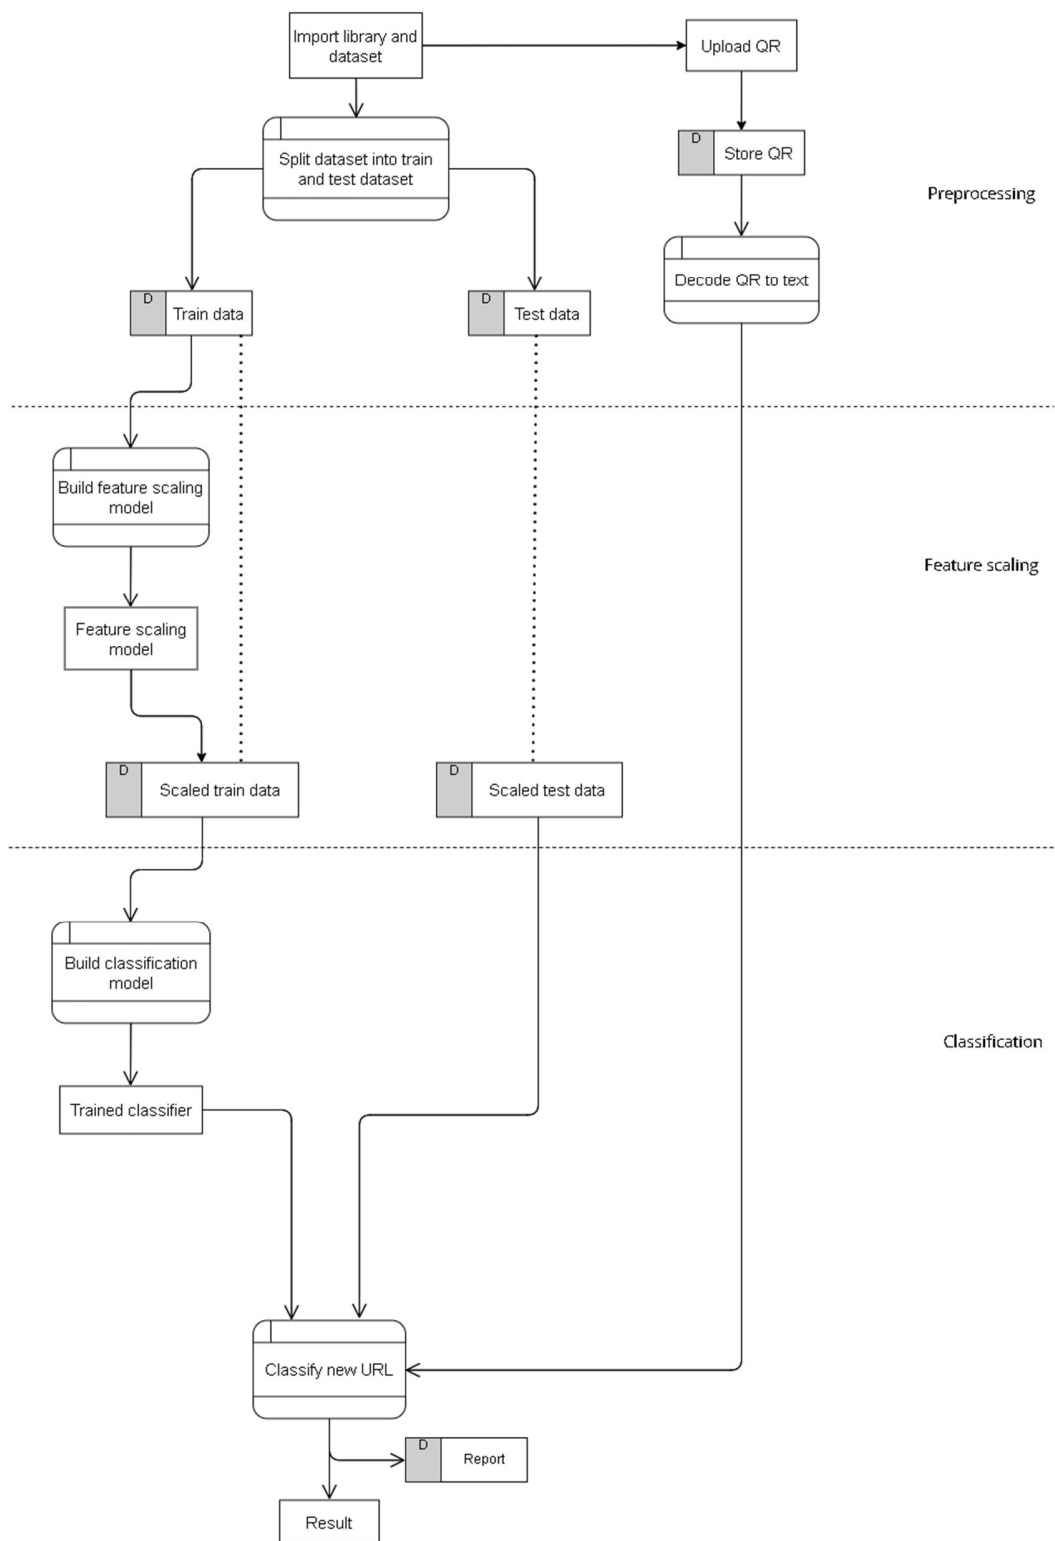 Import library and
dataset
Upload QR
D
Store QR
Split dataset into train
and test dataset
Preprocessing
Decode QR to text
D
Train data
D
Test data
Build feature scaling
model
Feature scaling
Feature scaling
model
D
Scaled train data
D
Scaled test data
Build classification
model
Classification
Trained classifier
Classify new URL
D
Report
Result